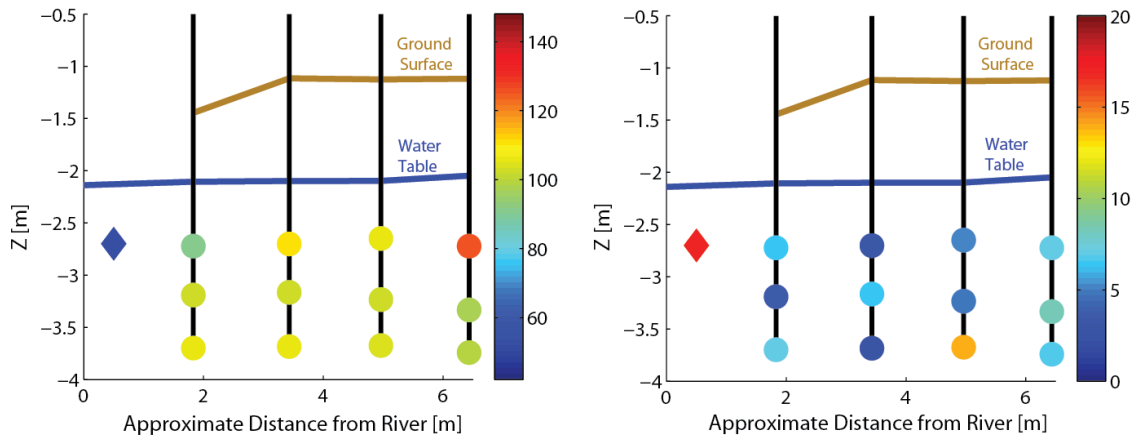 −0.5
−1
−1.5
−2
−2.5
−3
−3.5
−4
Z [m]
0 2 4 6
Approximate Distance from River [m]
Ground
Surface
Water
Table
140
120
100
80
60
−0.5
−1
−1.5
−2
−2.5
−3
−3.5
−4
Z [m]
0 2 4 6
Approximate Distance from River [m]
Ground
Surface
Water
Table
20
15
10
5
0